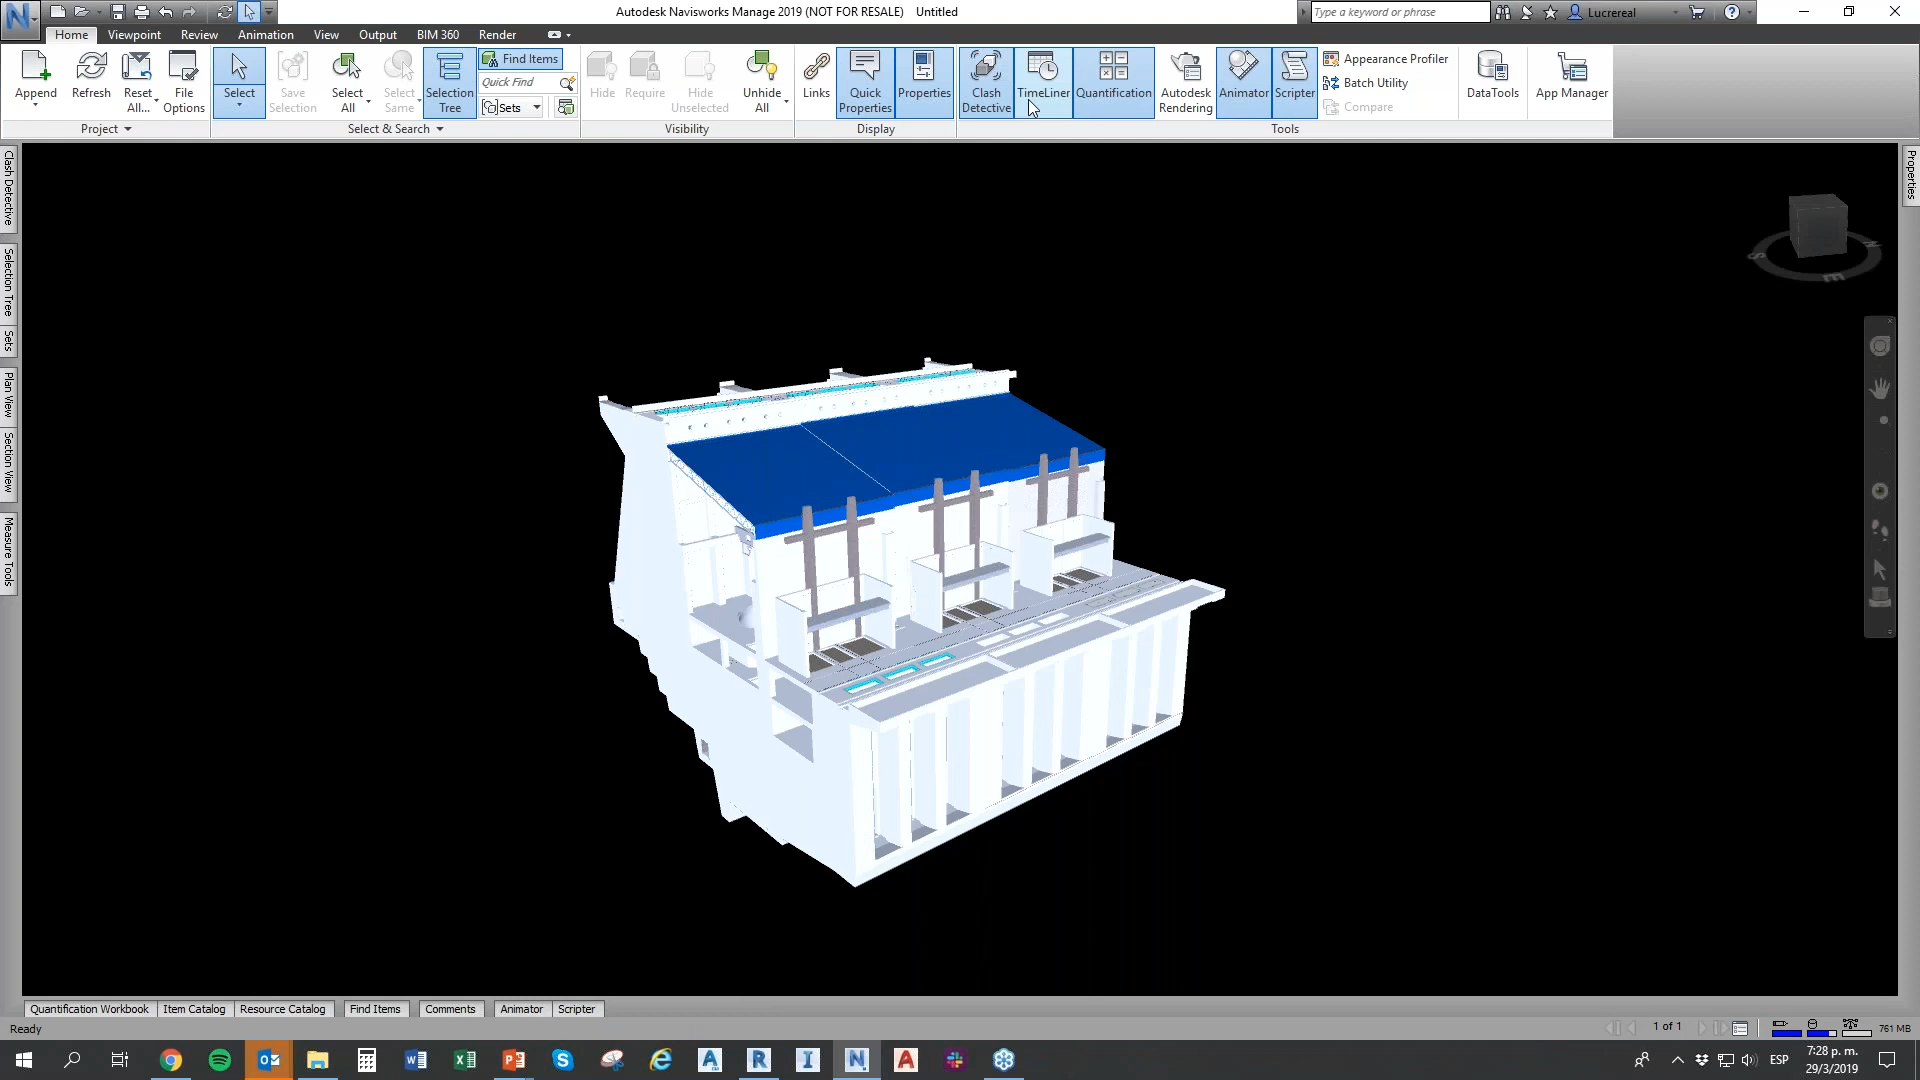 Autodesk Navisworks Manage 2019 (NOT FOR RESALE) Untitled
Type a keyword or phrase
Lucrereal
Home Viewpoint Review Animation View Output BIM 360 Render
Append
Refresh
Reset All...
File Options
Project
Select
Save Selection
Select All
Select Same
Selection Tree
Find Items
Quick Find
Sets
Select & Search
Hide
Require
Hide Unselected
Unhide All
Visibility
Links
Quick Properties
Properties
Display
Clash Detective
TimeLiner
Quantification
Autodesk Rendering
Animator
Scripter
Appearance Profiler
Batch Utility
Compare
Tools
DataTools
App Manager
Clash Detective
Selection Tree
Sets
Plan View
Section View
Measure Tools
Properties
S
E
N
Quantification Workbook Item Catalog Resource Catalog Find Items Comments Animator Scripter
Ready
1 of 1
761 MB
ESP
7:28 p. m.
29/3/2019